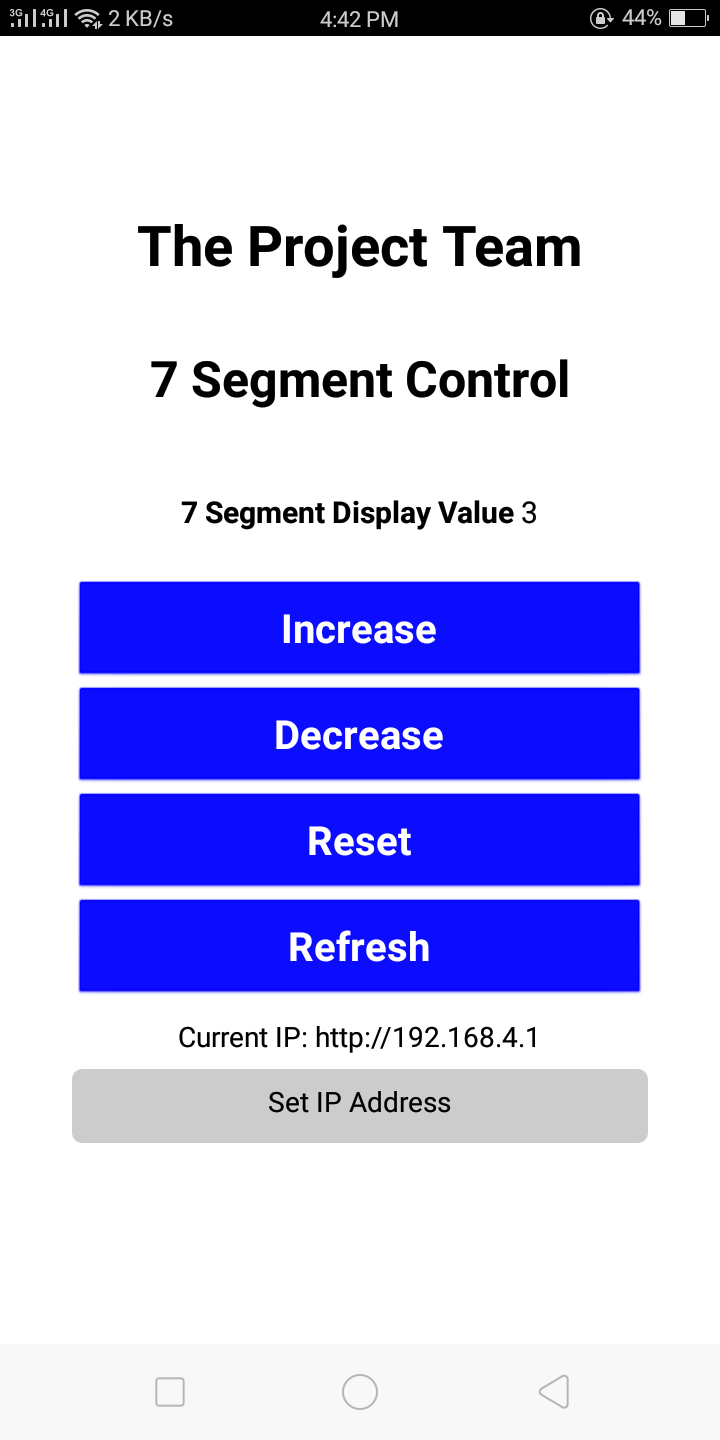 3G 4G 2 KB/s 4:42 PM 44%
The Project Team
7 Segment Control
7 Segment Display Value 3
Increase
Decrease
Reset
Refresh
Current IP: http://192.168.4.1
Set IP Address